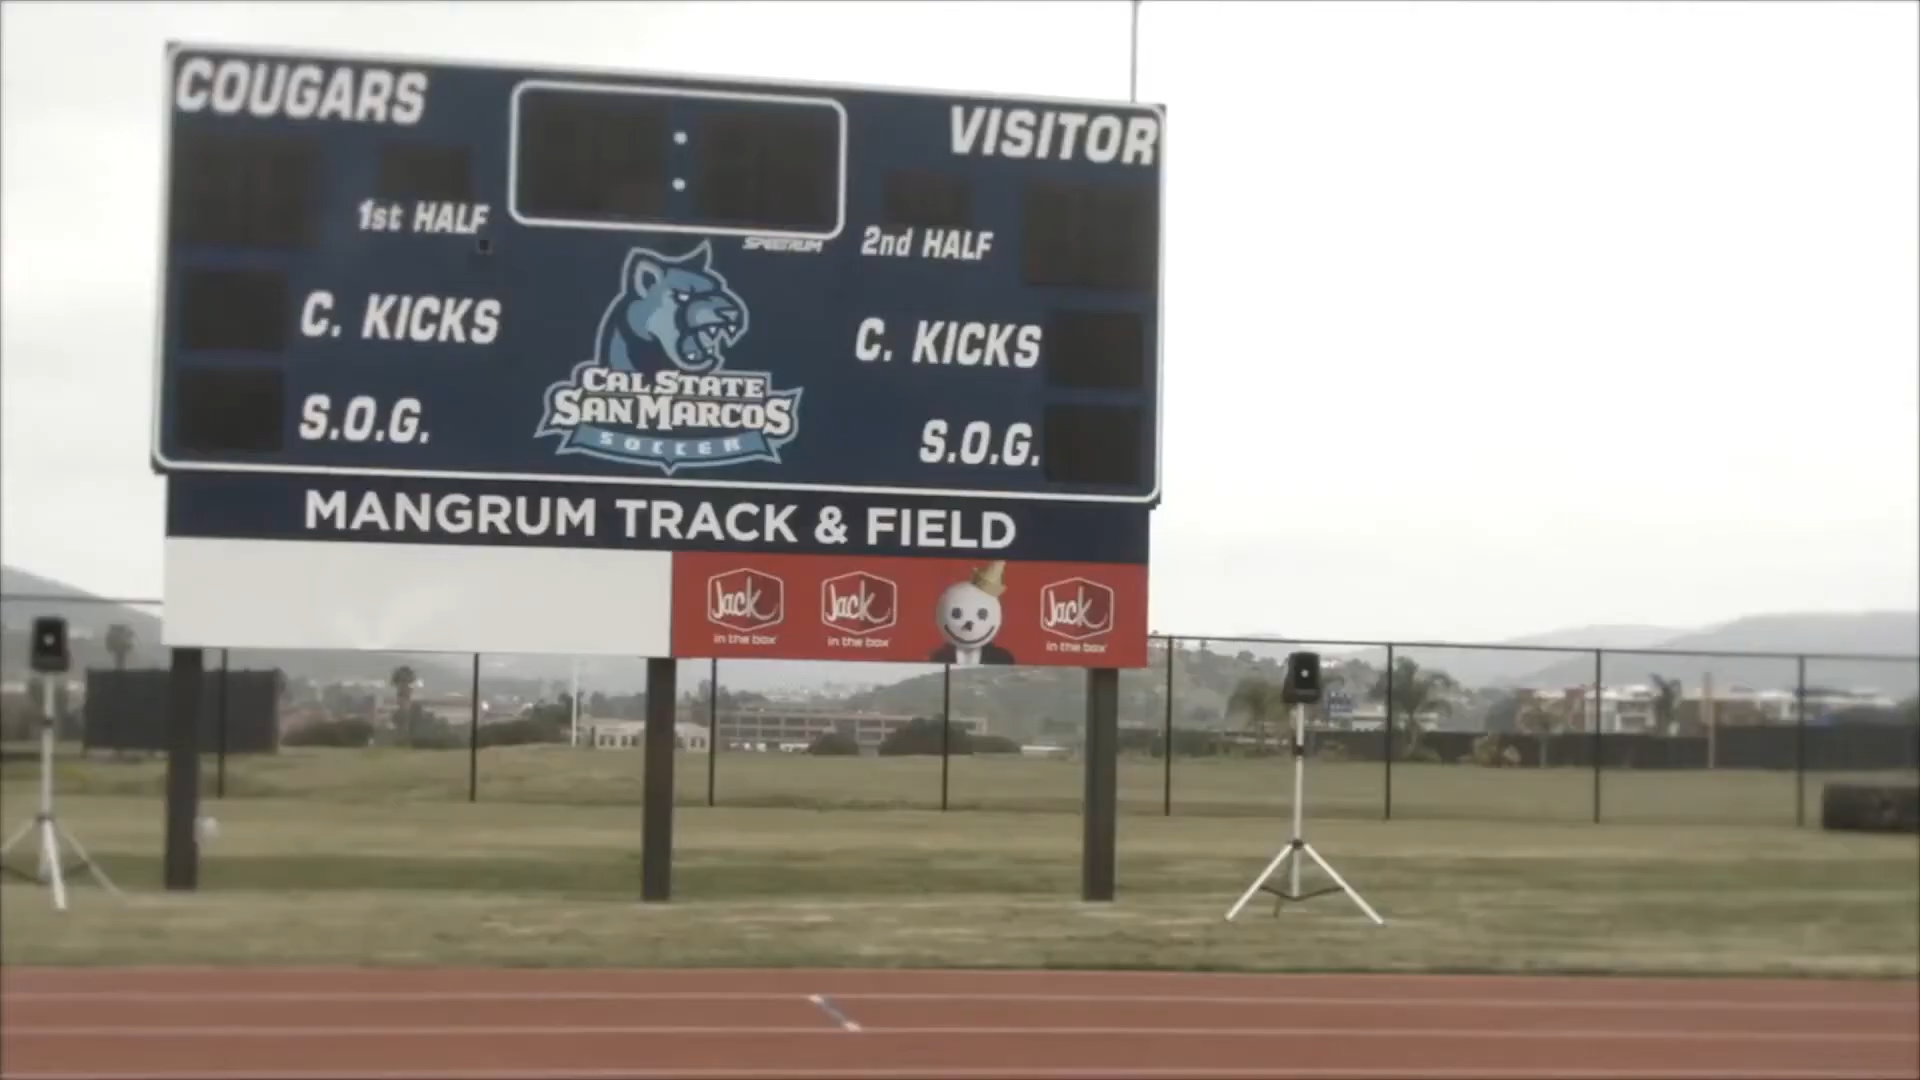 COUGARS
VISITOR
:
1st HALF
SPECTRUM
2nd HALF
C. KICKS
C. KICKS
CAL STATE
SAN MARCOS
SOCCER
S.O.G.
S.O.G.
MANGRUM TRACK & FIELD
Jack
in the box
Jack
in the box
Jack
in the box